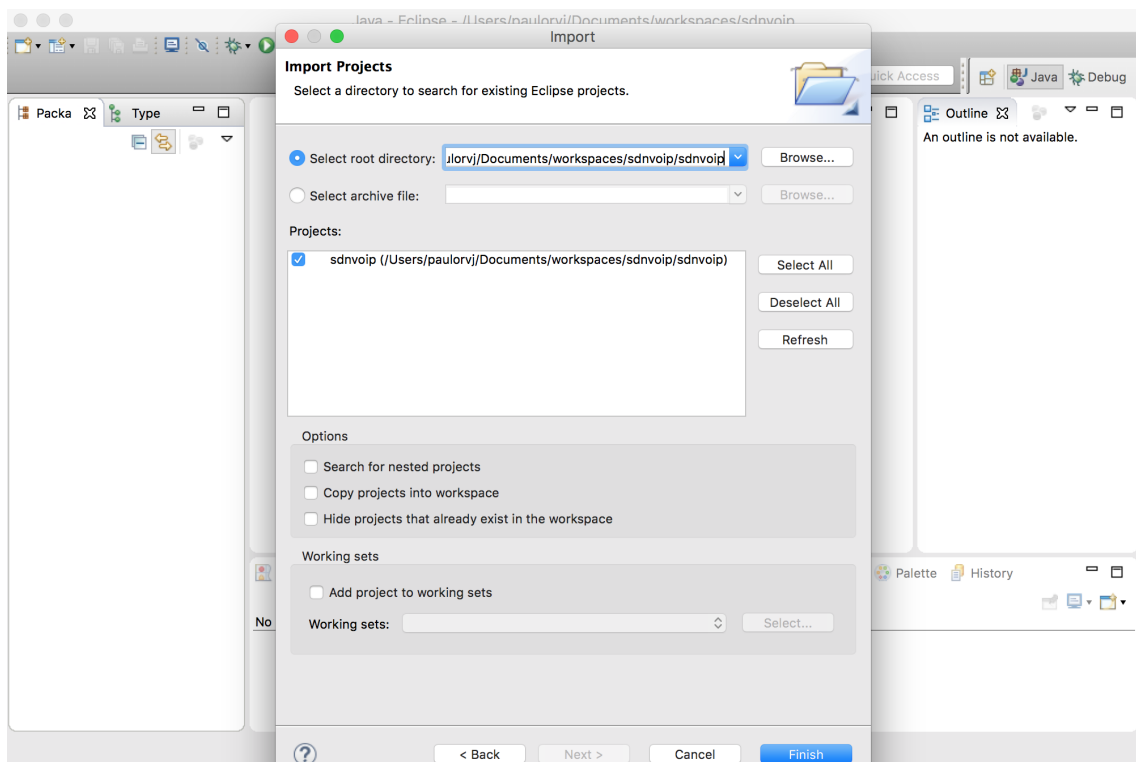 Java - Eclipse - /Users/paulorvj/Documents/workspaces/sdnvoip
Import
Import Projects
Select a directory to search for existing Eclipse projects.
uick Access
Java
Debug
Packa
Type
Outline
An outline is not available.
Select root directory:
ulorvj/Documents/workspaces/sdnvoip/sdnvoip
Browse...
Select archive file:
Browse...
Projects:
sdnvoip (/Users/paulorvj/Documents/workspaces/sdnvoip/sdnvoip)
Select All
Deselect All
Refresh
Options
Search for nested projects
Copy projects into workspace
Hide projects that already exist in the workspace
Working sets
Add project to working sets
Working sets:
Select...
Palette
History
No
?
< Back
Next >
Cancel
Finish